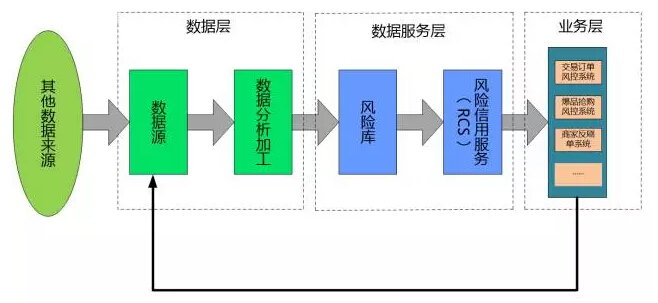 数据层
数据服务层
业务层
其他数据来源
数据源
数据分析加工
风险库
风险信用服务
（RCS）
交易订单
风控系统
爆品抢购
风控系统
商家反刷
单系统
......